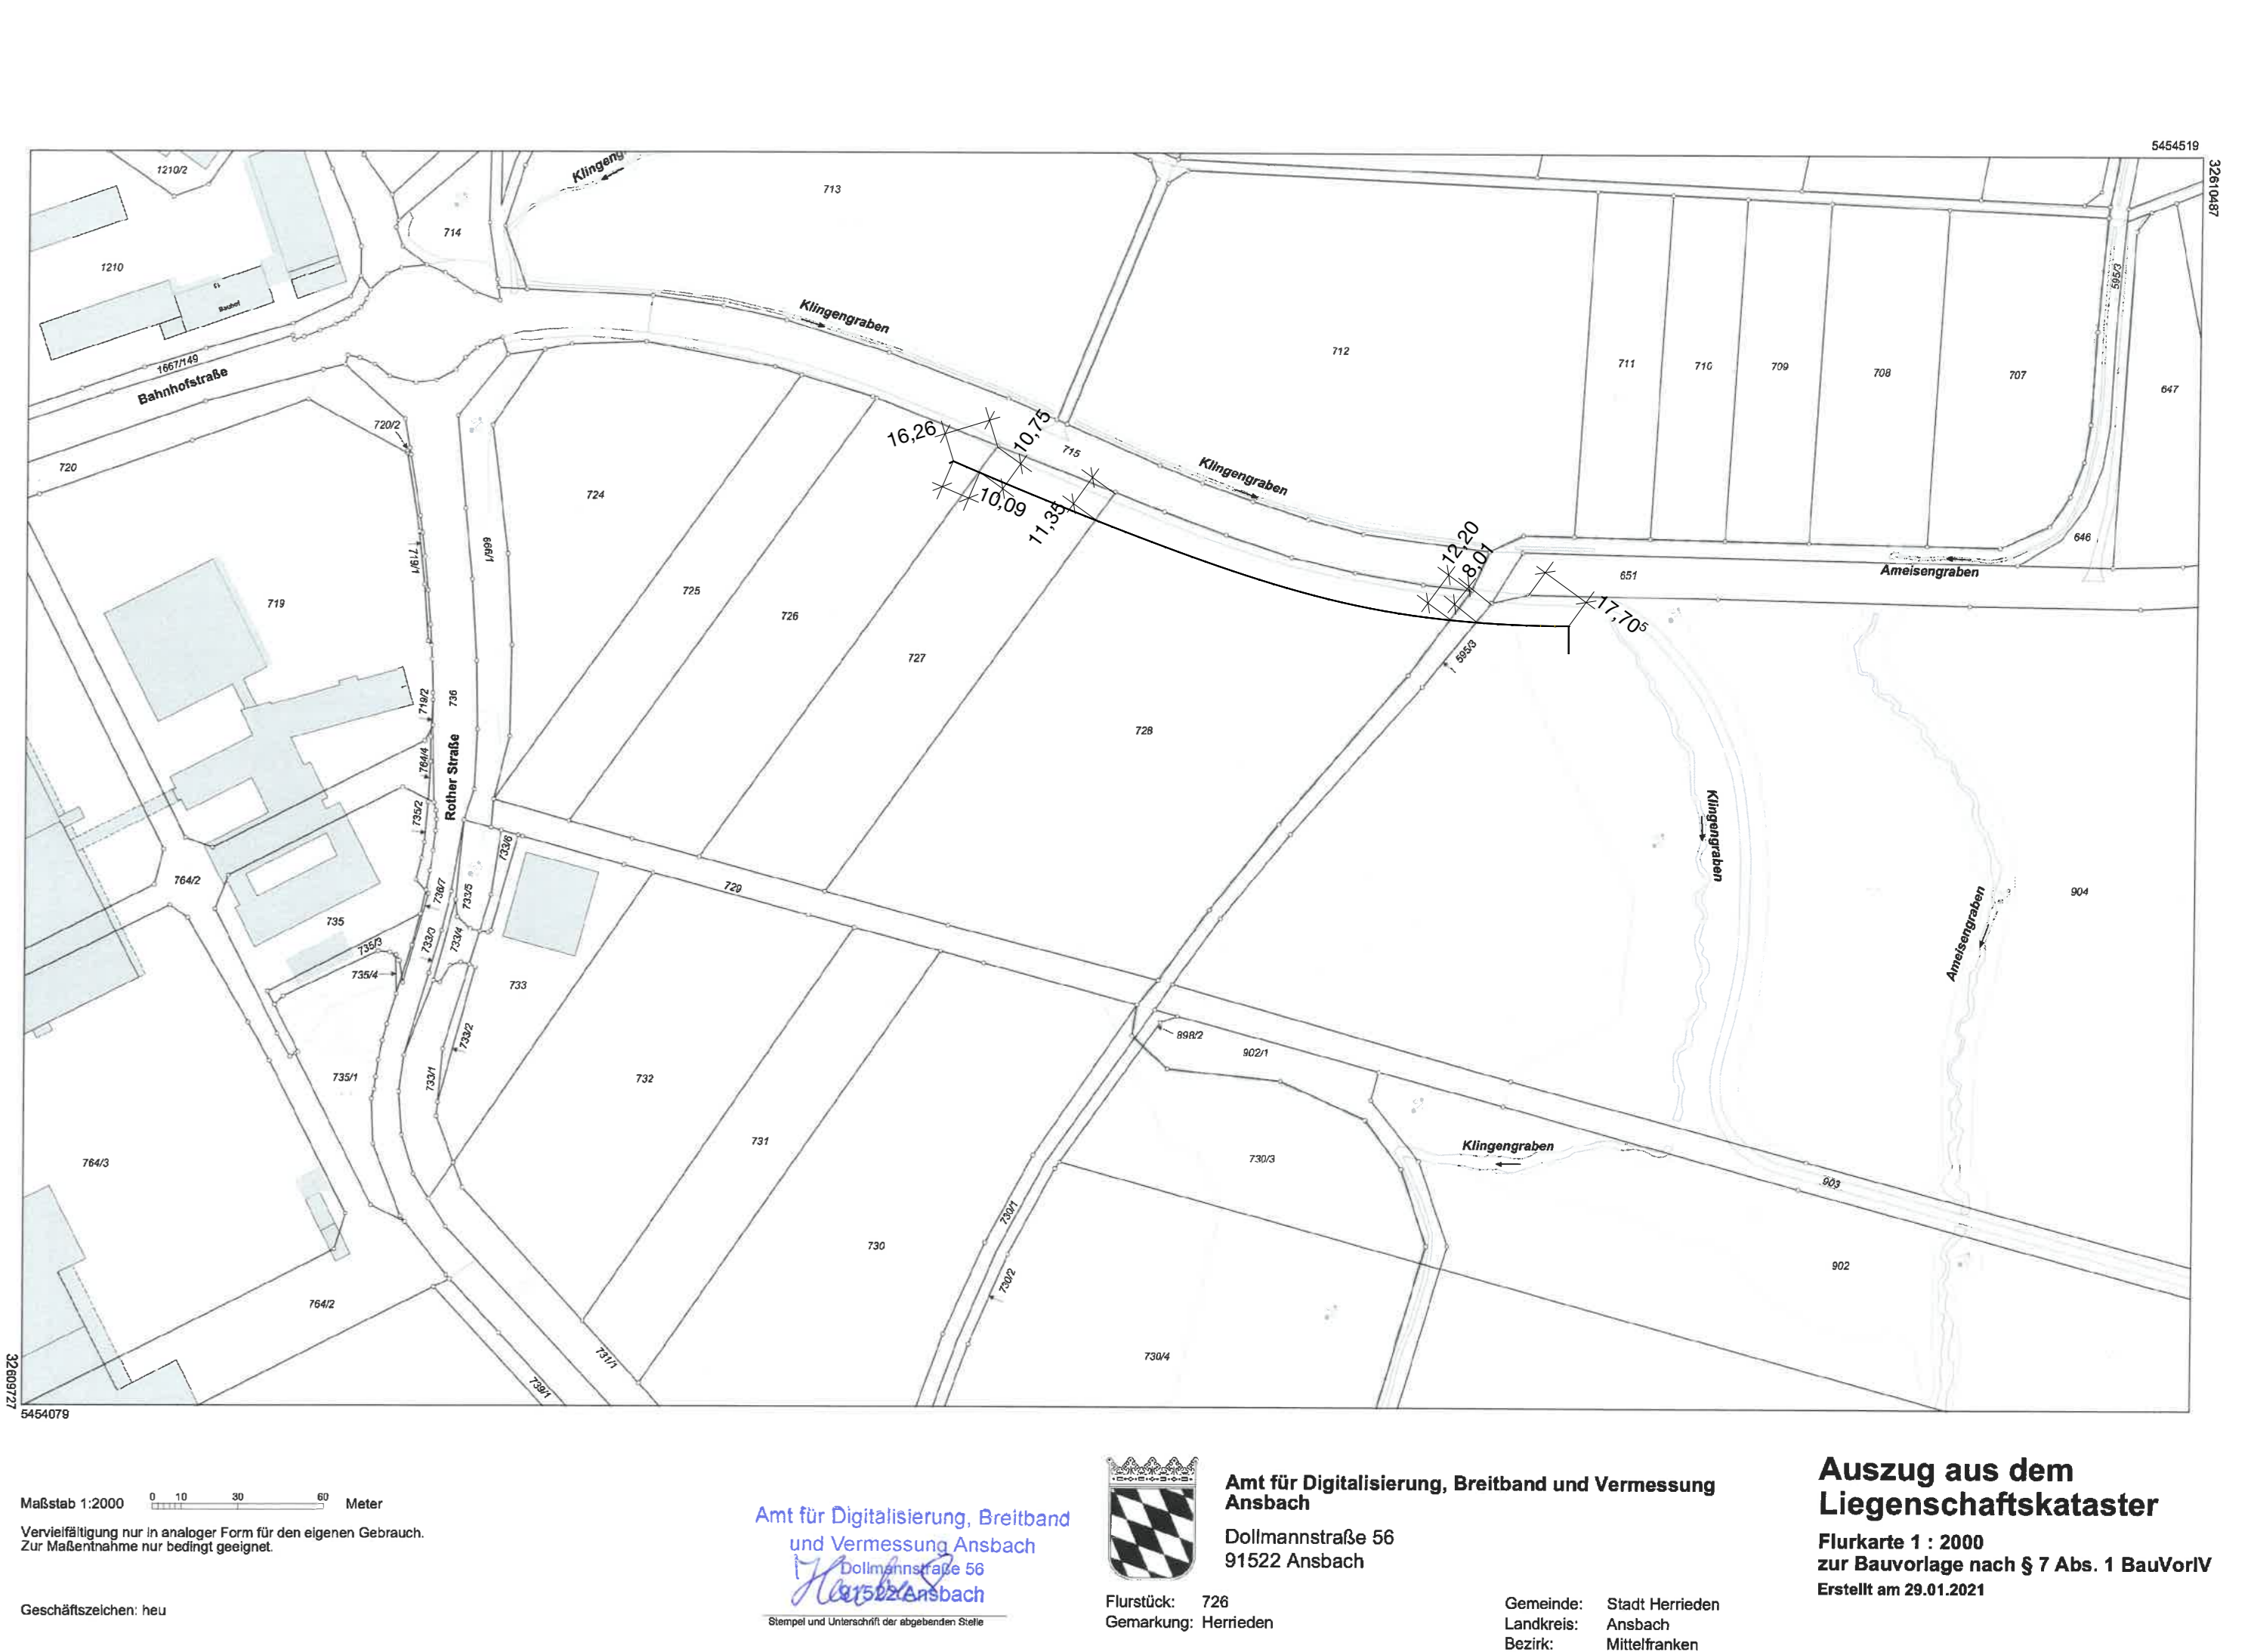 5454519
32610487
1210/2
Klingeng
713
714
1210
13
Bauhof
Klingengraben
595/3
1667/149
Bahnhofstraße
712
711
710
709
708
707
647
720/2
16,26
10,75
715
720
Klingengraben
724
10,09
11,35
12,20
8,01
646
719/1
699/1
651
Ameisengraben
719
725
17,70⁵
726
727
595/3
719/2
736
728
764/4
Rother Straße
735/2
Klingengraben
733/6
764/2
736/7
733/5
729
904
735
735/3
733/3
733/4
Ameisengraben
735/4
733
898/2
733/2
902/1
735/1
733/1
732
731
Klingengraben
764/3
730/3
903
730/1
730
902
730/2
764/2
731/1
730/4
739/1
32609727
5454079
Maßstab 1:2000
0 10 30 60 Meter
Vervielfältigung nur in analoger Form für den eigenen Gebrauch.
Zur Maßentnahme nur bedingt geeignet.
Geschäftszeichen: heu
Amt für Digitalisierung, Breitband
und Vermessung Ansbach
Dollmannstraße 56
91522 Ansbach
Stempel und Unterschrift der abgebenden Stelle
Amt für Digitalisierung, Breitband und Vermessung
Ansbach
Dollmannstraße 56
91522 Ansbach
Flurstück: 726
Gemarkung: Herrieden
Gemeinde: Stadt Herrieden
Landkreis: Ansbach
Bezirk: Mittelfranken
Auszug aus dem
Liegenschaftskataster
Flurkarte 1 : 2000
zur Bauvorlage nach § 7 Abs. 1 BauVorlV
Erstellt am 29.01.2021